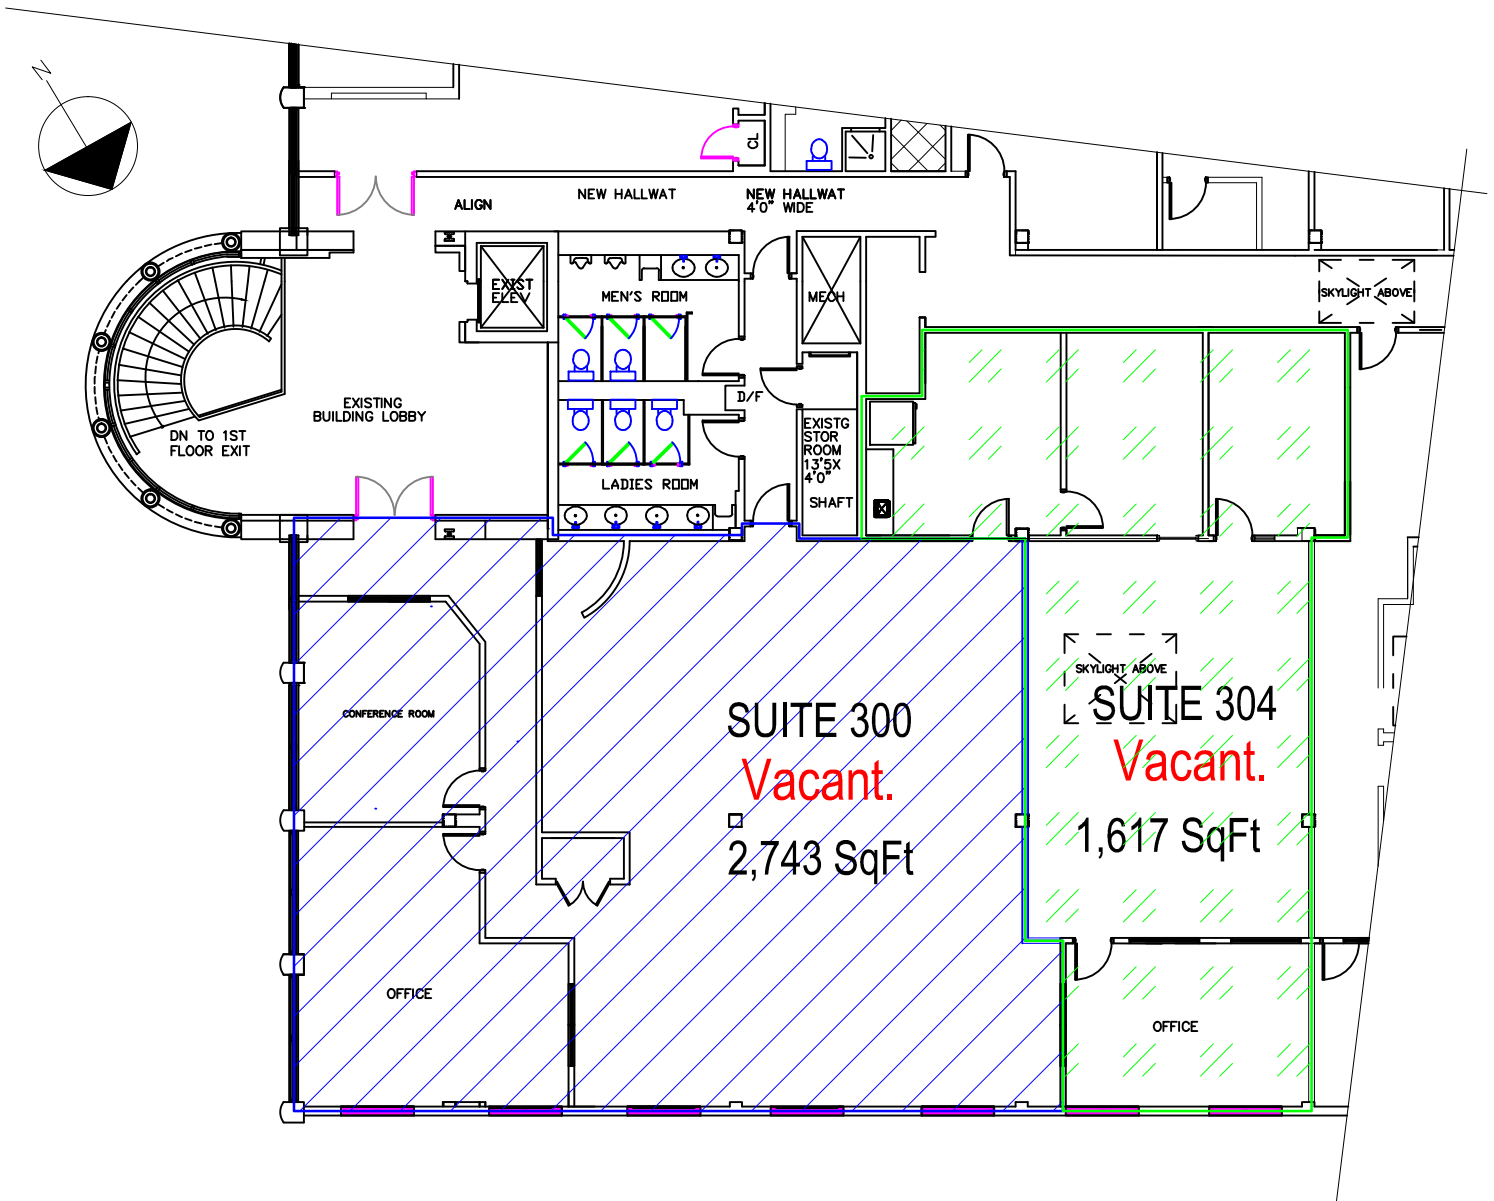 N
CL
NEW HALLWAT
NEW HALLWAT
4'0" WIDE
ALIGN
EXIST
ELEV
MEN'S ROOM
MECH
SKYLIGHT ABOVE
D/F
EXISTING
BUILDING LOBBY
DN TO 1ST
FLOOR EXIT
EXISTG
STOR
ROOM
13'5X
4'0"
SHAFT
LADIES ROOM
SKYLIGHT ABOVE
CONFERENCE ROOM
SUITE 300
Vacant.
2,743 SqFt
SUITE 304
Vacant.
1,617 SqFt
OFFICE
OFFICE